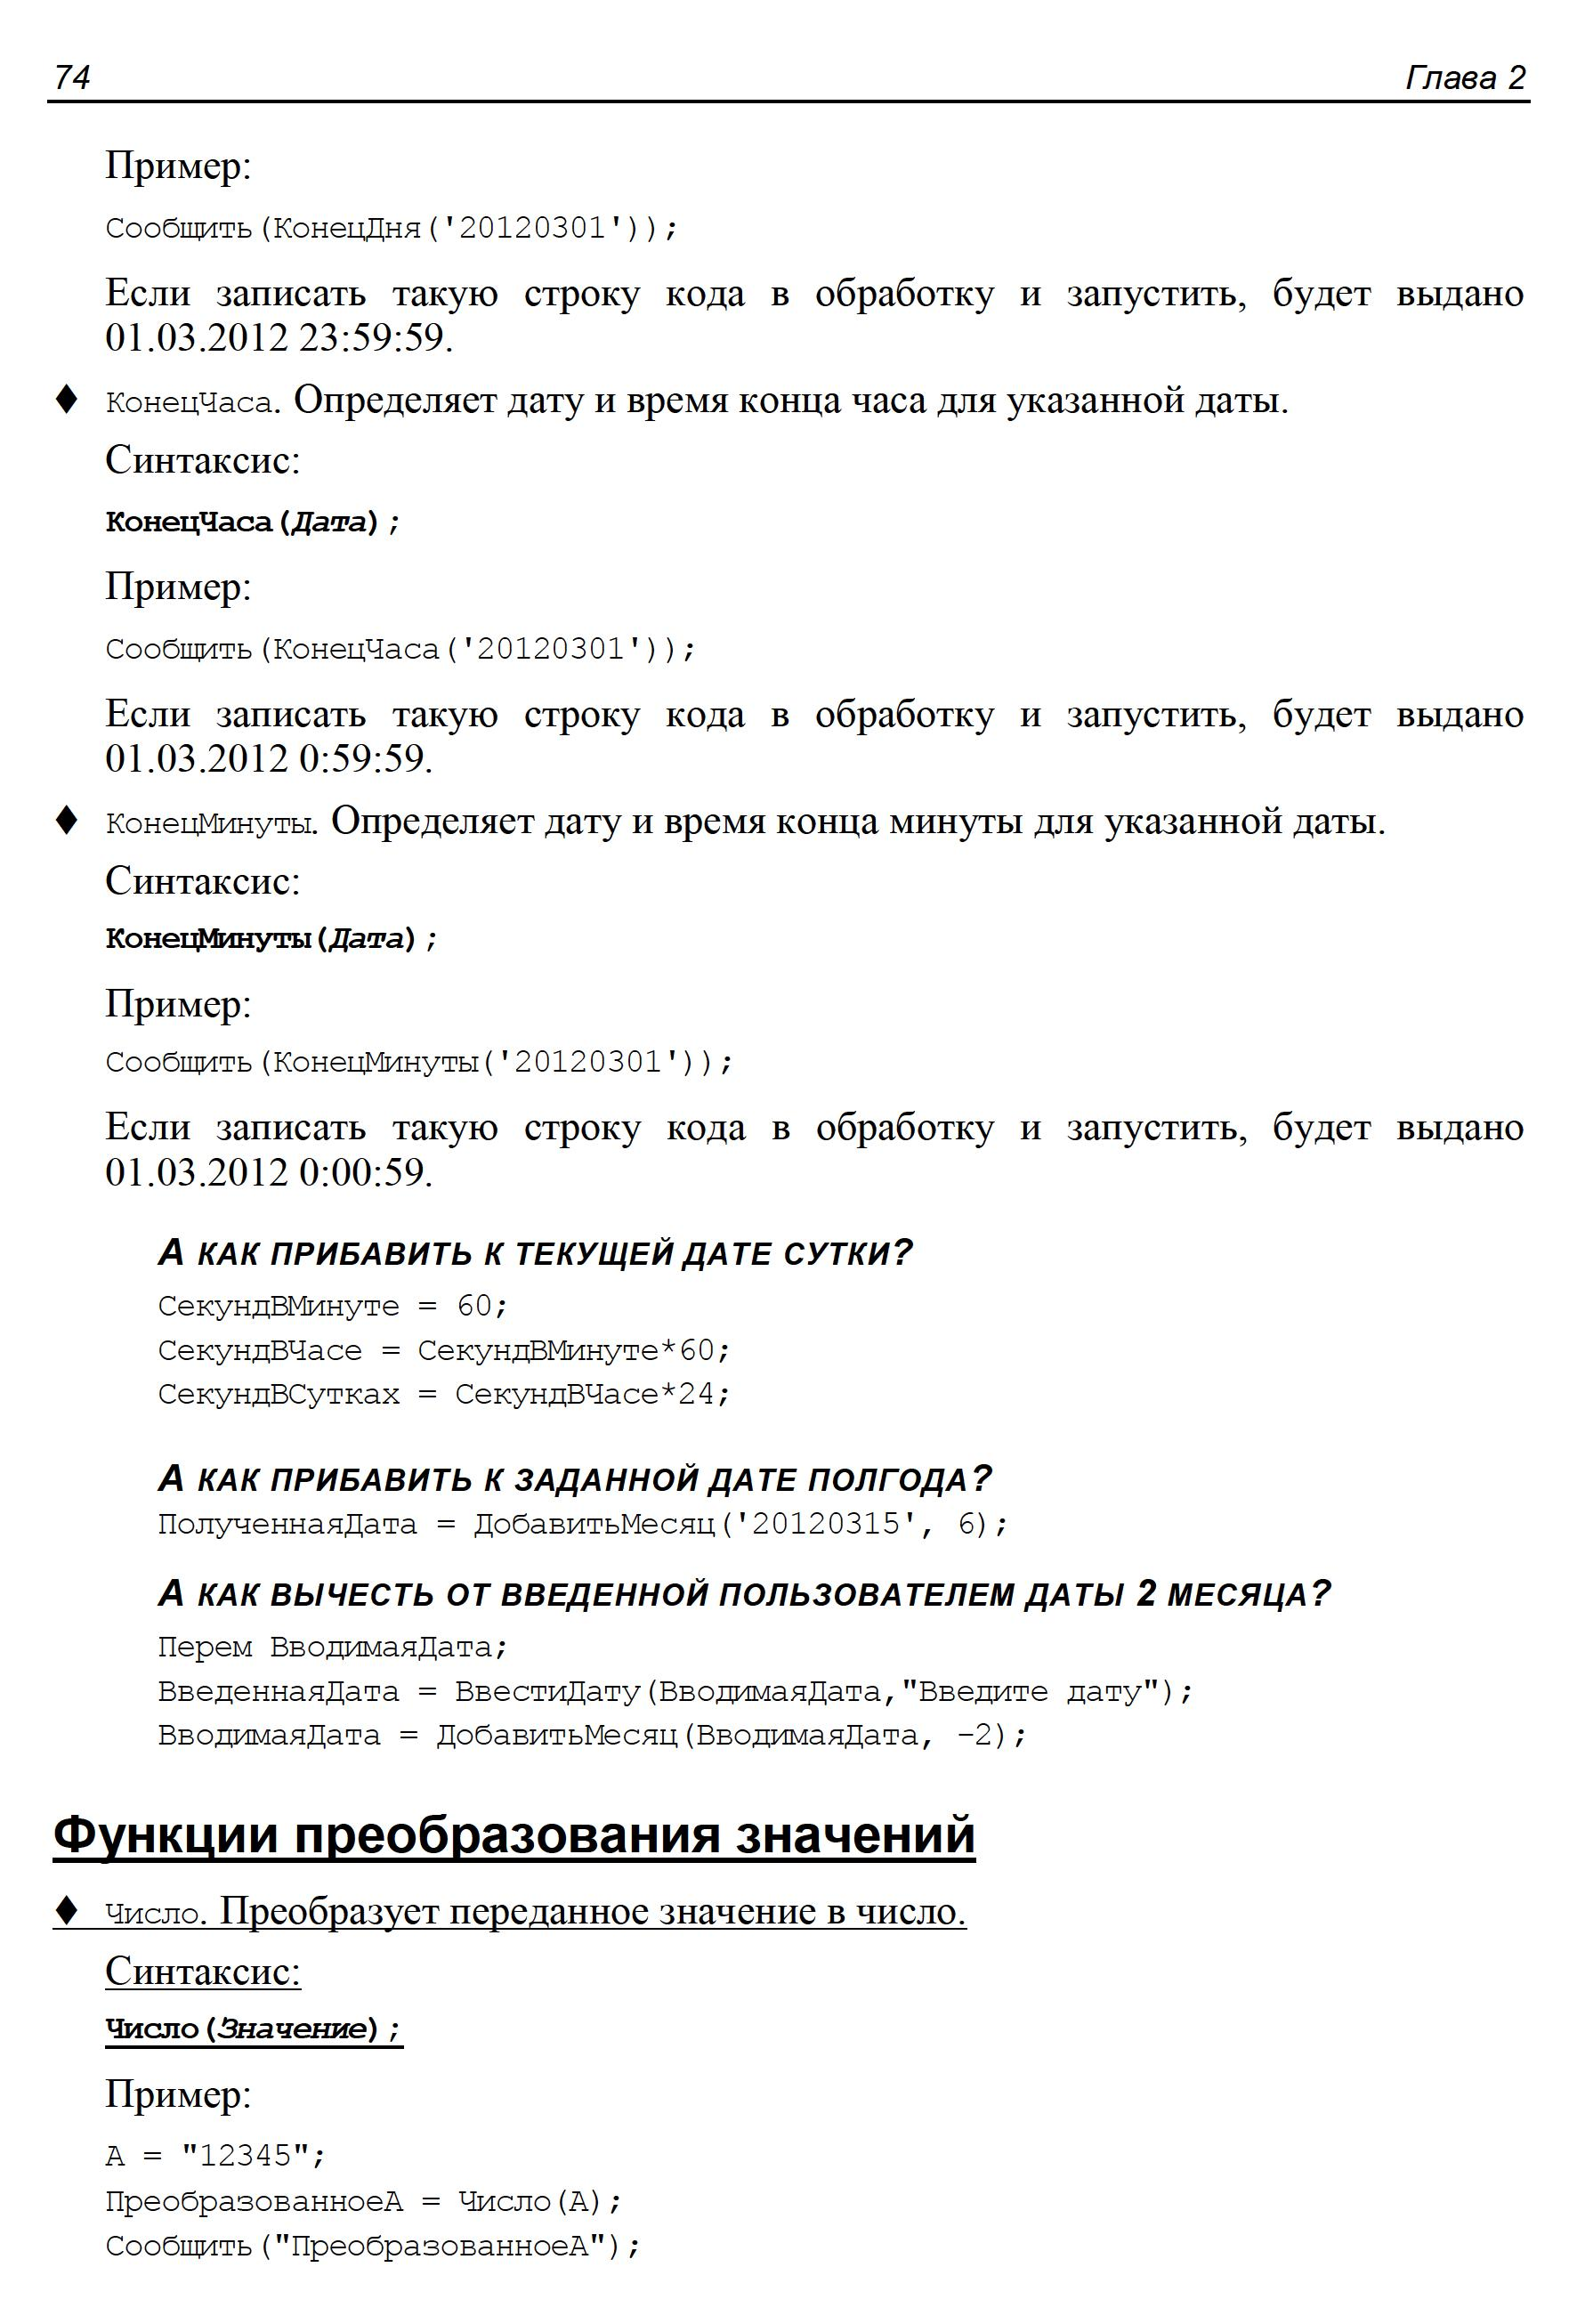 74 Глава 2
Пример:
Сообщить(КонецДня('20120301'));
Если записать такую строку кода в обработку и запустить, будет выдано
01.03.2012 23:59:59.
♦ КонецЧаса. Определяет дату и время конца часа для указанной даты.
Синтаксис:
КонецЧаса(Дата);
Пример:
Сообщить(КонецЧаса('20120301'));
Если записать такую строку кода в обработку и запустить, будет выдано
01.03.2012 0:59:59.
♦ КонецМинуты. Определяет дату и время конца минуты для указанной даты.
Синтаксис:
КонецМинуты(Дата);
Пример:
Сообщить(КонецМинуты('20120301'));
Если записать такую строку кода в обработку и запустить, будет выдано
01.03.2012 0:00:59.
А КАК ПРИБАВИТЬ К ТЕКУЩЕЙ ДАТЕ СУТКИ?
СекундВМинуте = 60;
СекундВЧасе = СекундВМинуте*60;
СекундВСутках = СекундВЧасе*24;
А КАК ПРИБАВИТЬ К ЗАДАННОЙ ДАТЕ ПОЛГОДА?
ПолученнаяДата = ДобавитьМесяц('20120315', 6);
А КАК ВЫЧЕСТЬ ОТ ВВЕДЕННОЙ ПОЛЬЗОВАТЕЛЕМ ДАТЫ 2 МЕСЯЦА?
Перем ВводимаяДата;
ВведеннаяДата = ВвестиДату(ВводимаяДата,"Введите дату");
ВводимаяДата = ДобавитьМесяц(ВводимаяДата, -2);
Функции преобразования значений
♦ Число. Преобразует переданное значение в число.
Синтаксис:
Число(Значение);
Пример:
А = "12345";
ПреобразованноеА = Число(А);
Сообщить("ПреобразованноеА");